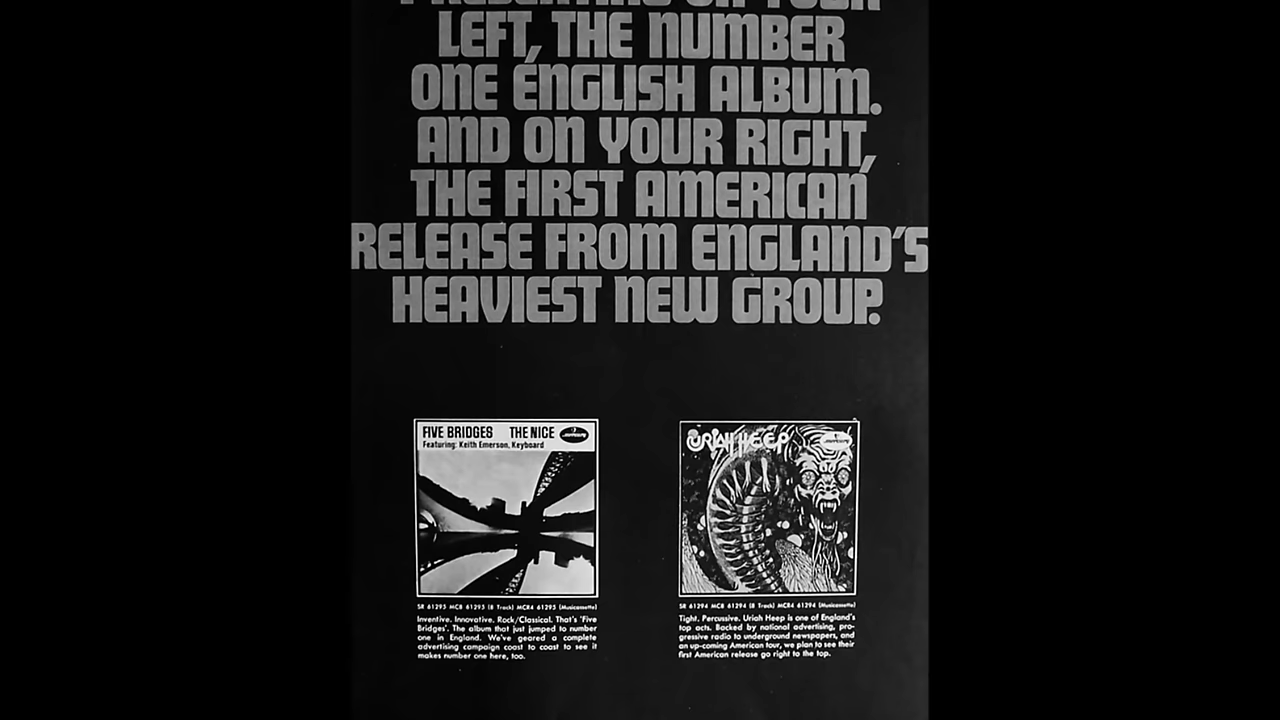 PRESENTING ON YOUR
LEFT, THE NUMBER
ONE ENGLISH ALBUM.
AND ON YOUR RIGHT,
THE FIRST AMERICAN
RELEASE FROM ENGLAND'S
HEAVIEST NEW GROUP.
FIVE BRIDGES THE NICE
Featuring: Keith Emerson, Keyboard
SR 61295 MC8 61295 (8 Track) MCR4 61295 (Musicassette)
Inventive. Innovative. Rock/Classical. That's 'Five
Bridges'. The album that just jumped to number
one in England. We've geared a complete
advertising campaign coast to coast to see it
makes number one here, too.
URIAH HEEP
SR 61294 MC8 61294 (8 Track) MCR4 61294 (Musicassette)
Tight. Percussive. Uriah Heep is one of England's
top acts. Backed by national advertising, pro-
gressive radio to underground newspapers, and
an up-coming American tour, we plan to see their
first American release go right to the top.